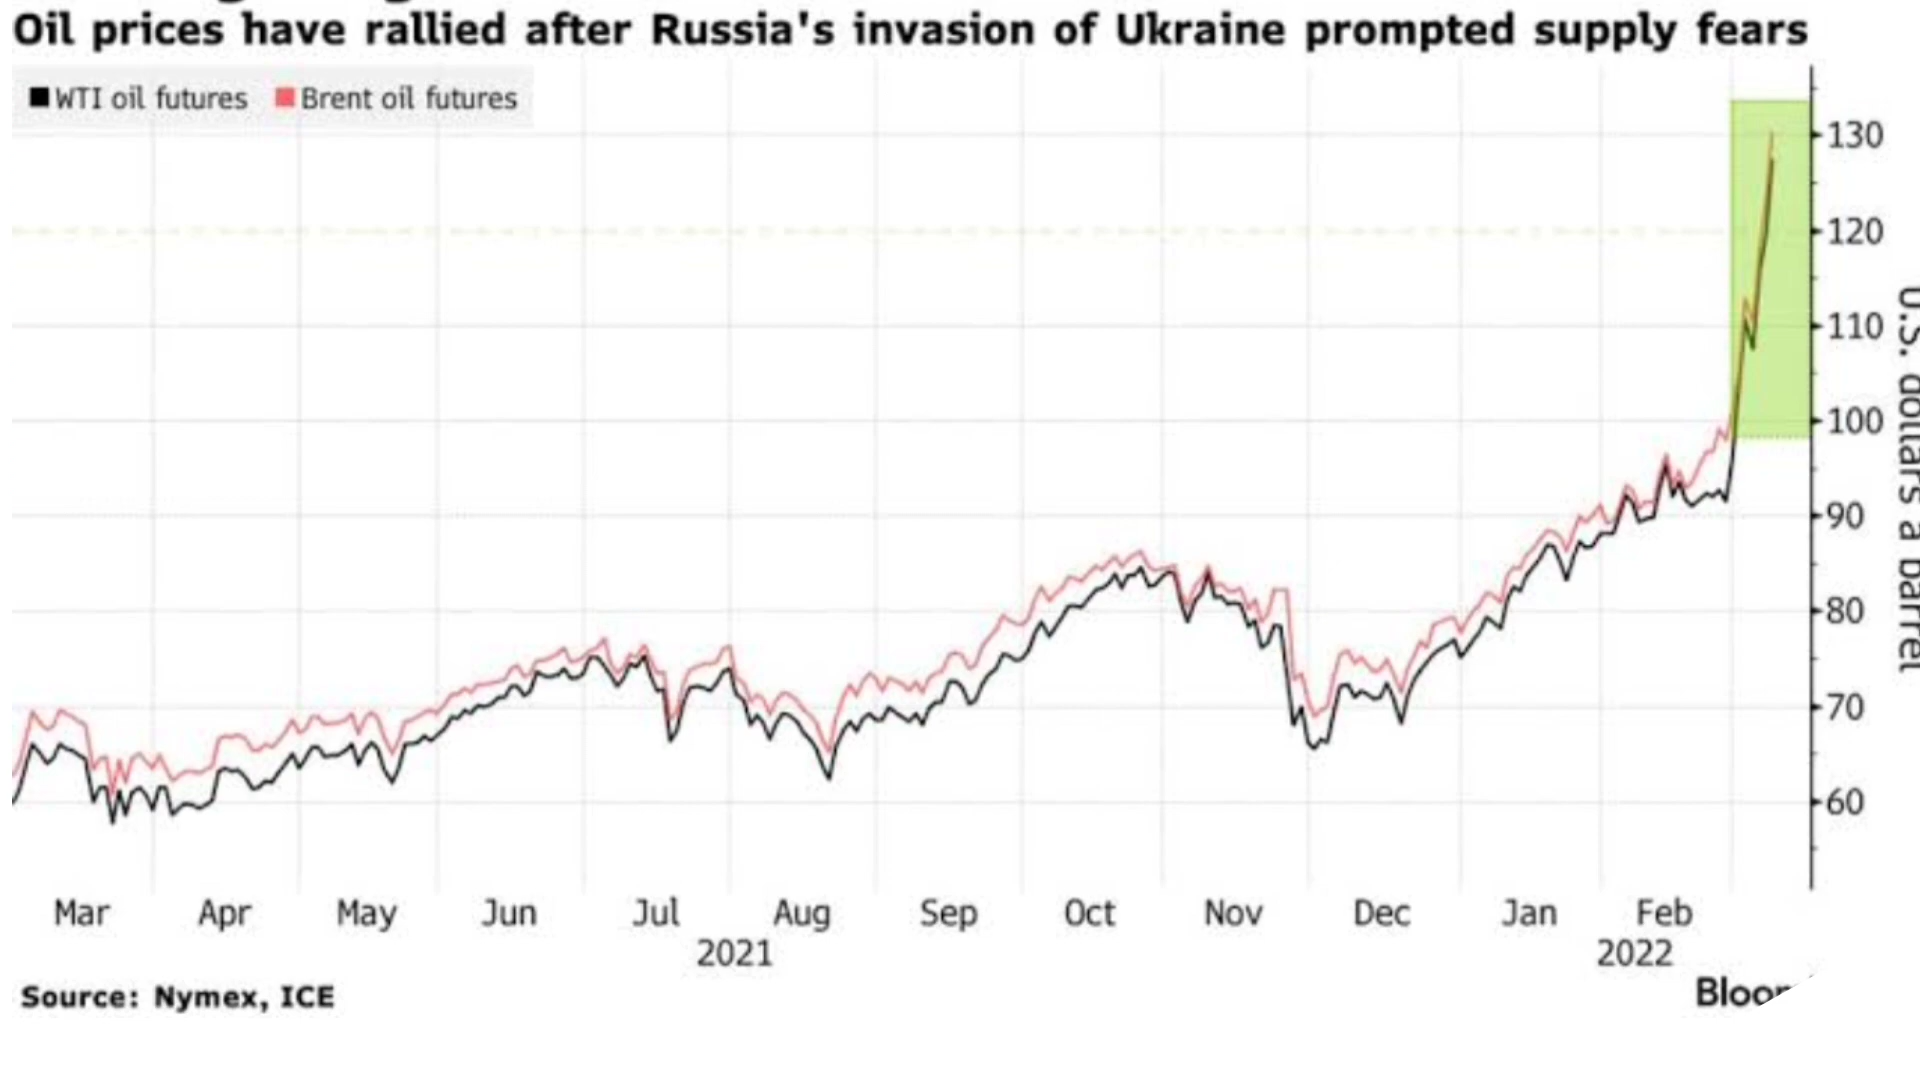 Oil prices have rallied after Russia's invasion of Ukraine prompted supply fears
WTI oil futures Brent oil futures
130
120
110
100
90
80
70
60
U.S. dollars a barrel
Mar Apr May Jun Jul Aug Sep Oct Nov Dec Jan Feb
2021 2022
Source: Nymex, ICE
Bloom